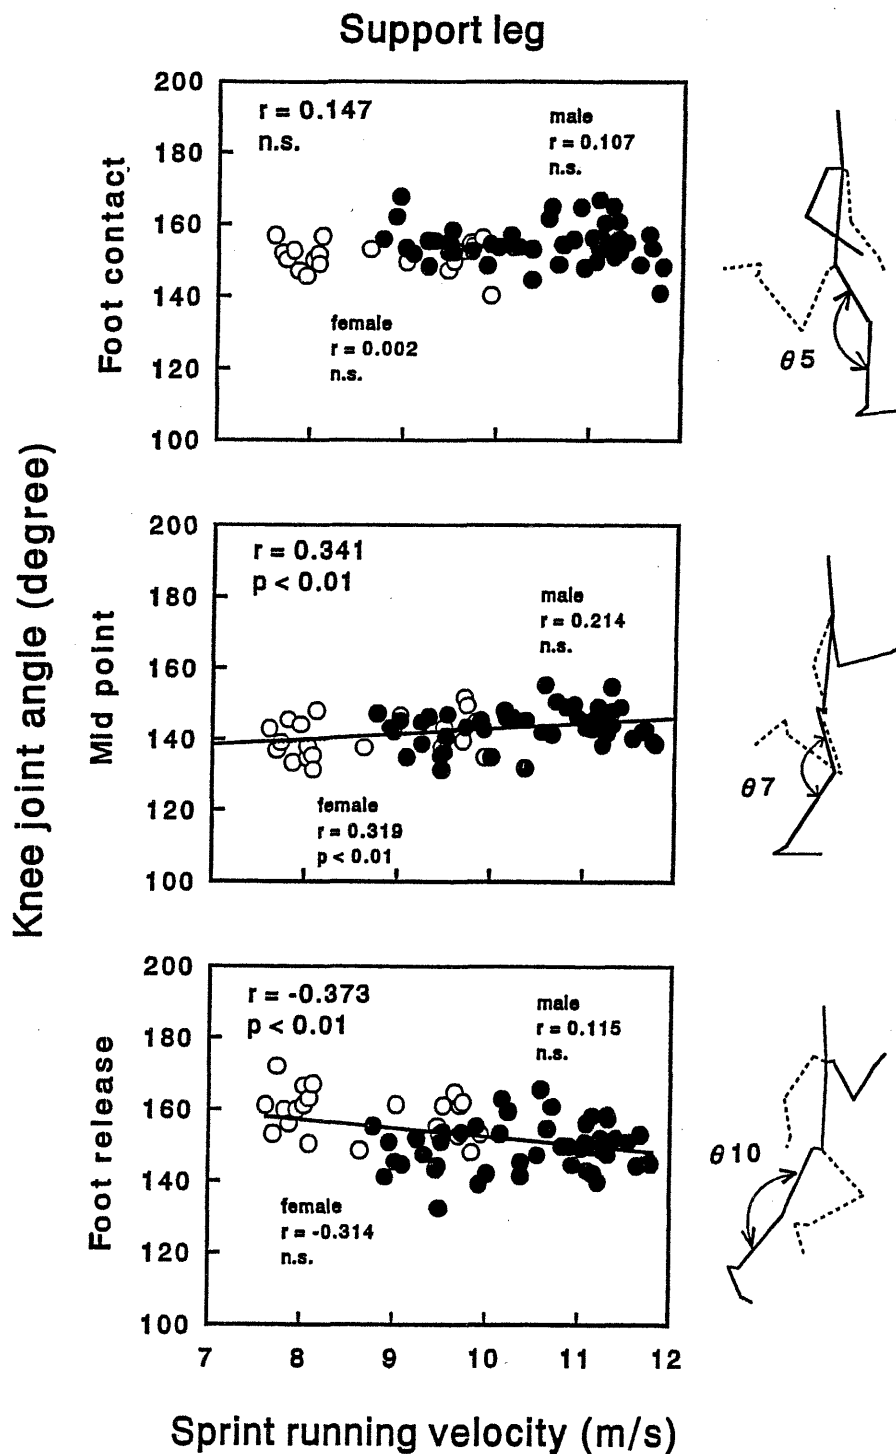 Support leg
Knee joint angle (degree)
Foot contact
200
180
160
140
120
100
r = 0.147
n.s.
male
r = 0.107
n.s.
female
r = 0.002
n.s.
θ5
Mid point
200
180
160
140
120
100
r = 0.341
p < 0.01
male
r = 0.214
n.s.
female
r = 0.319
p < 0.01
θ7
Foot release
200
180
160
140
120
100
r = -0.373
p < 0.01
male
r = 0.115
n.s.
female
r = -0.314
n.s.
θ10
7 8 9 10 11 12
Sprint running velocity (m/s)